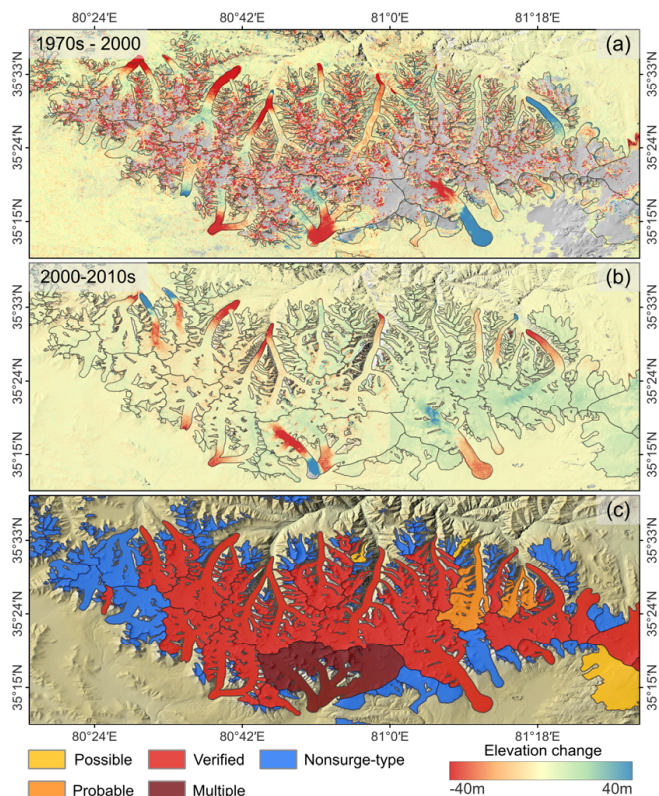 80°24'E 80°42'E 81°0'E 81°18'E
1970s - 2000 (a)
35°33'N 35°33'N
35°24'N 35°24'N
35°15'N 35°15'N
2000-2010s (b)
35°33'N 35°33'N
35°24'N 35°24'N
35°15'N 35°15'N
(c)
35°33'N 35°33'N
35°24'N 35°24'N
35°15'N 35°15'N
80°24'E 80°42'E 81°0'E 81°18'E
Possible Verified Nonsurge-type Elevation change
Probable Multiple -40m 40m